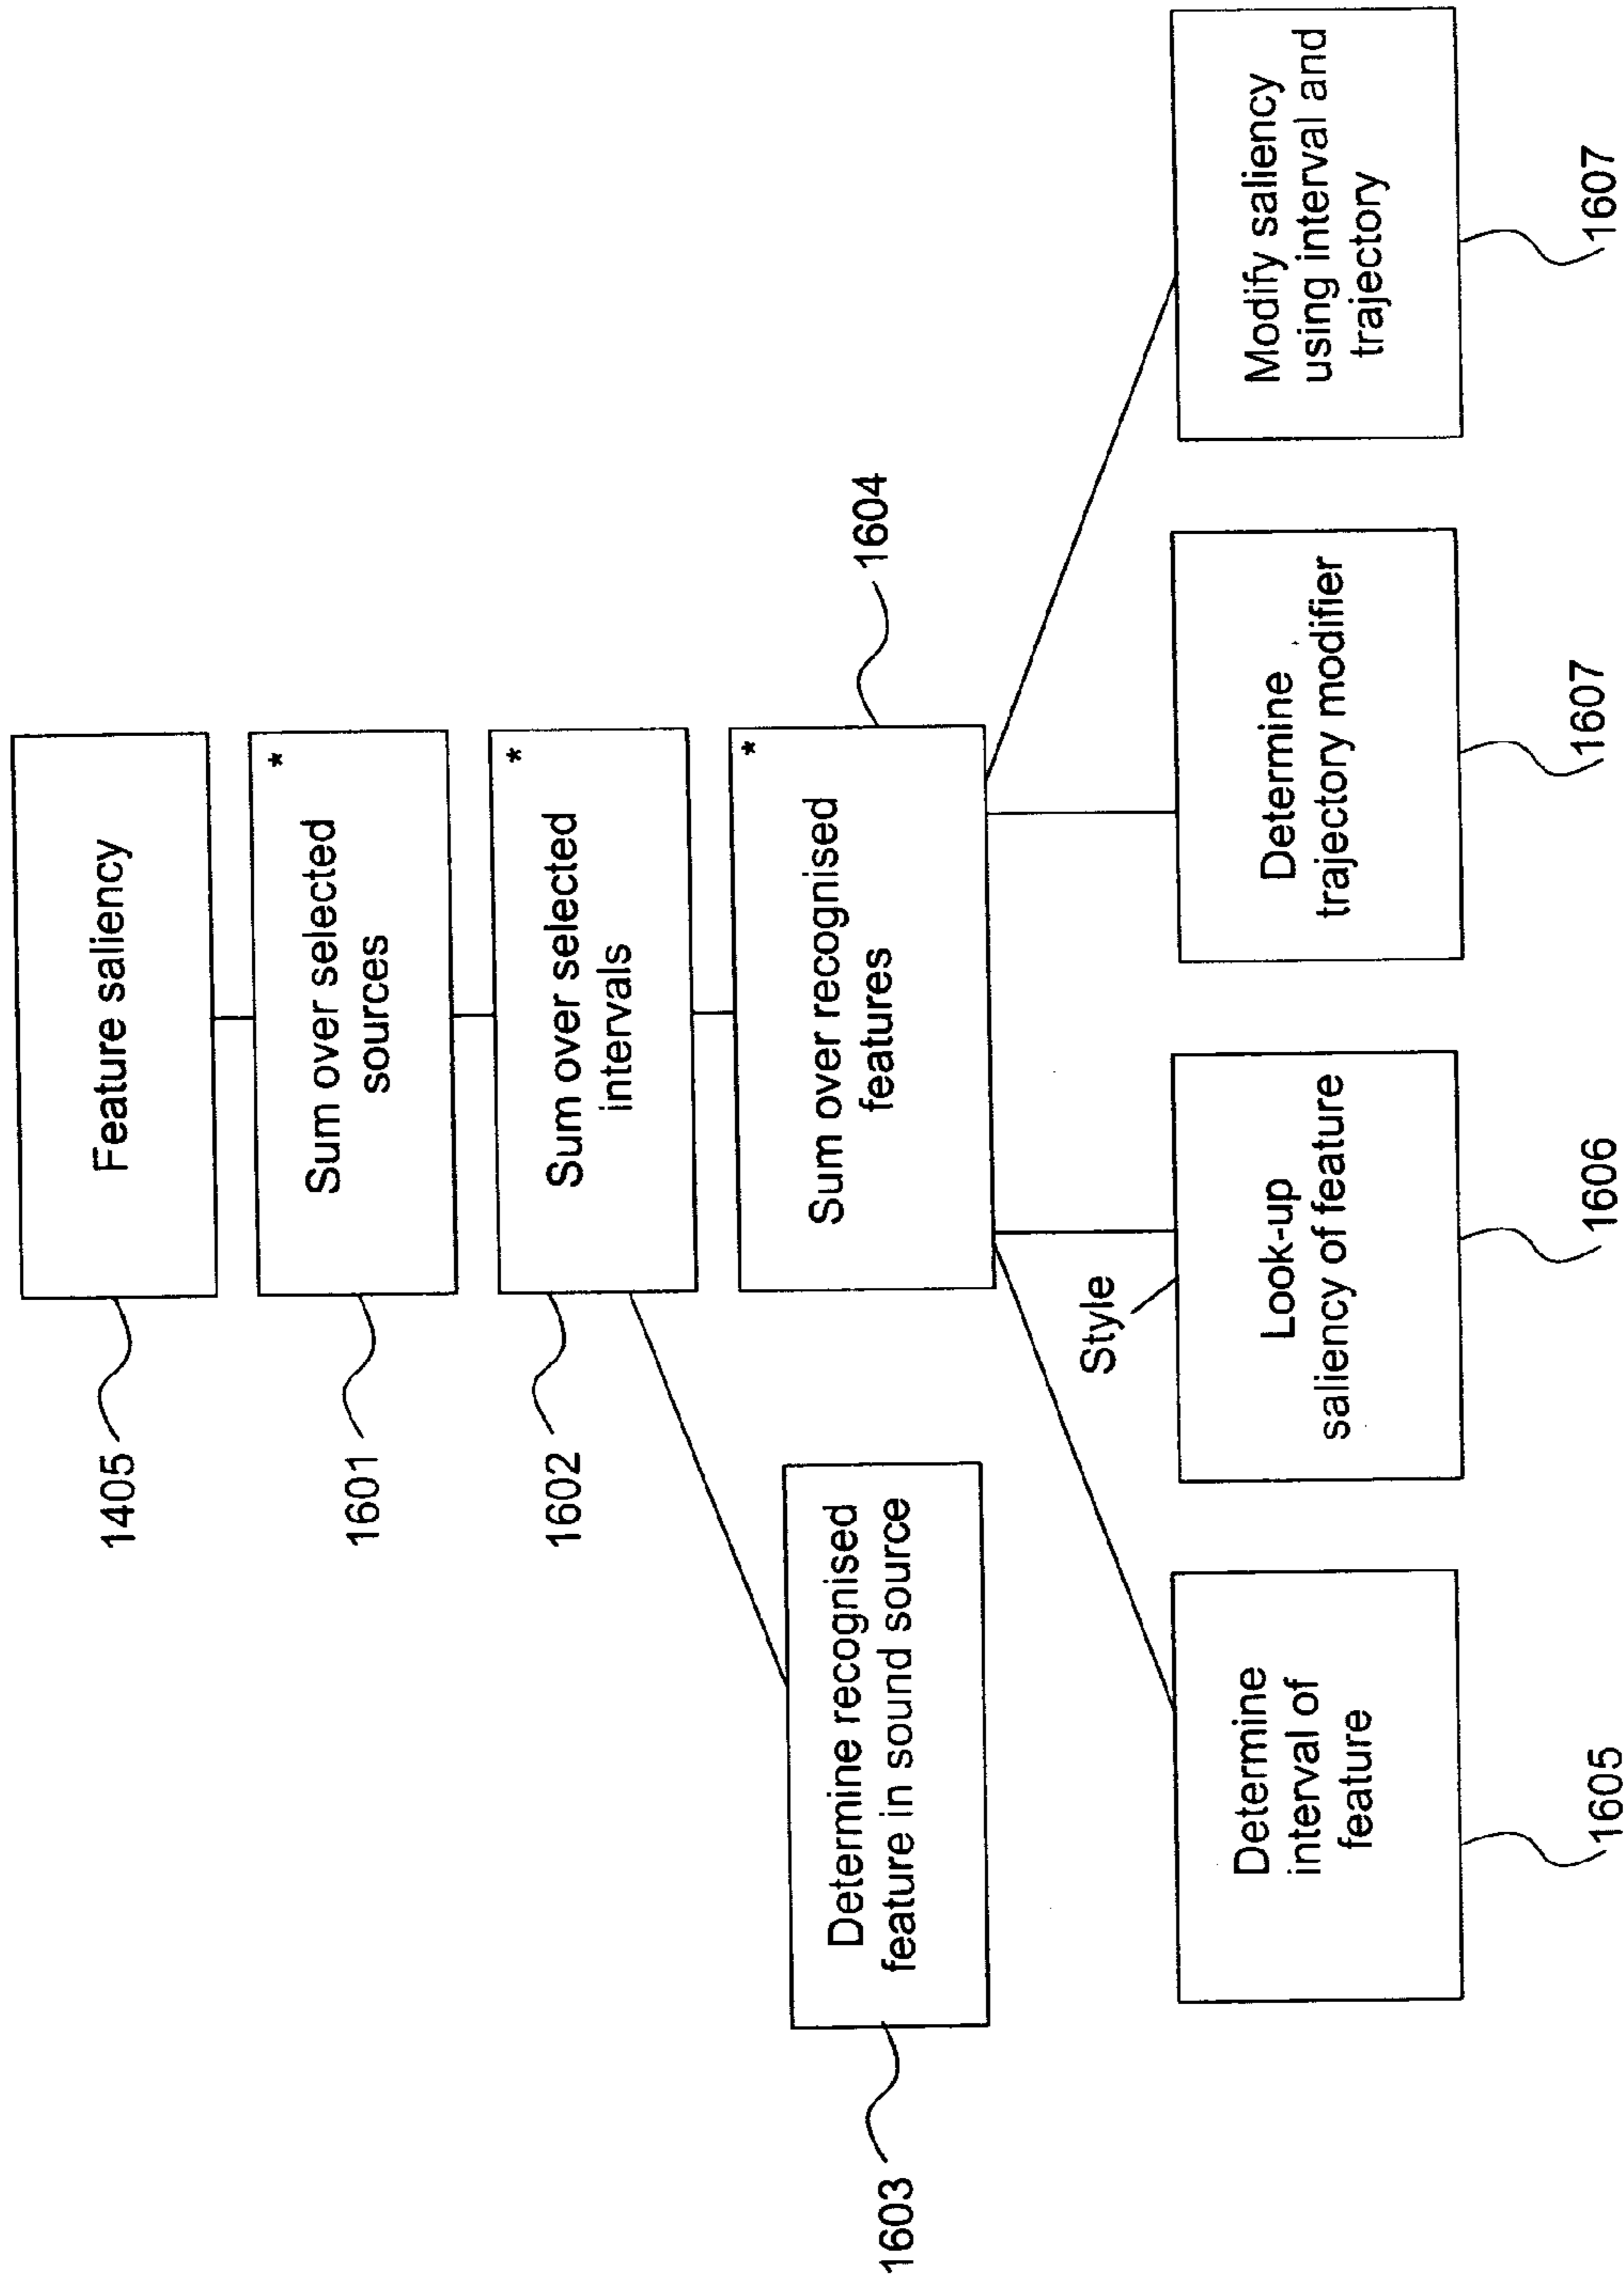 Feature saliency
1405
Sum over selected
sources
*
1601
Sum over selected
intervals
*
1602
Determine recognised
feature in sound source
1603
Sum over recognised
features
*
1604
Style
Determine
interval of
feature
1605
Look-up
saliency of feature
1606
Determine
trajectory modifier
1607
Modify saliency
using interval and
trajectory
1607